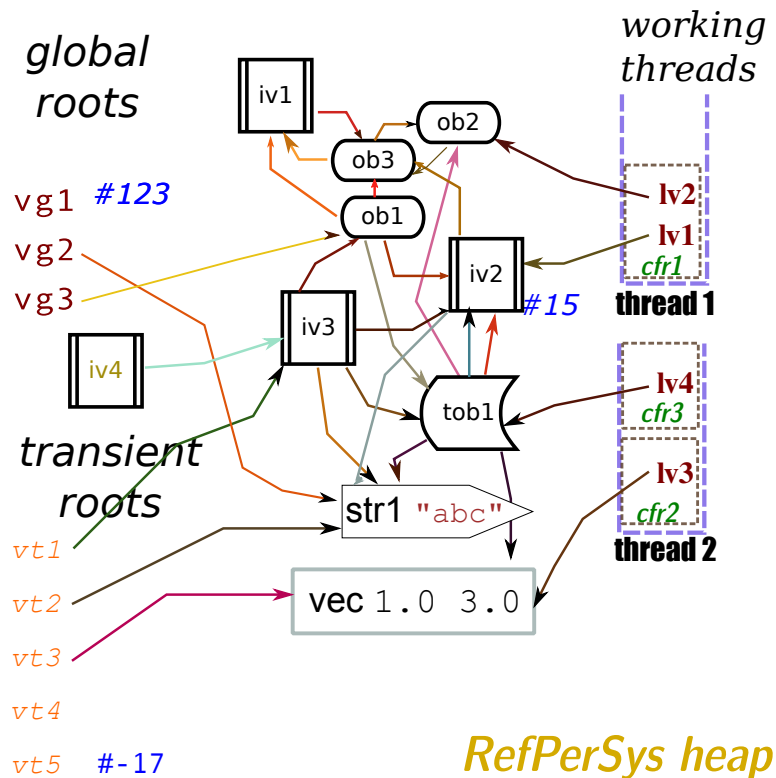 global
roots
working
threads
iv1
ob2
ob3
vg1 #123
ob1
lv2
vg2
lv1
cfr1
vg3
iv2
#15
thread 1
iv3
iv4
tob1
lv4
cfr3
transient
roots
str1 "abc"
lv3
cfr2
thread 2
vt1
vt2
vec 1.0 3.0
vt3
vt4
vt5 #-17
RefPerSys heap